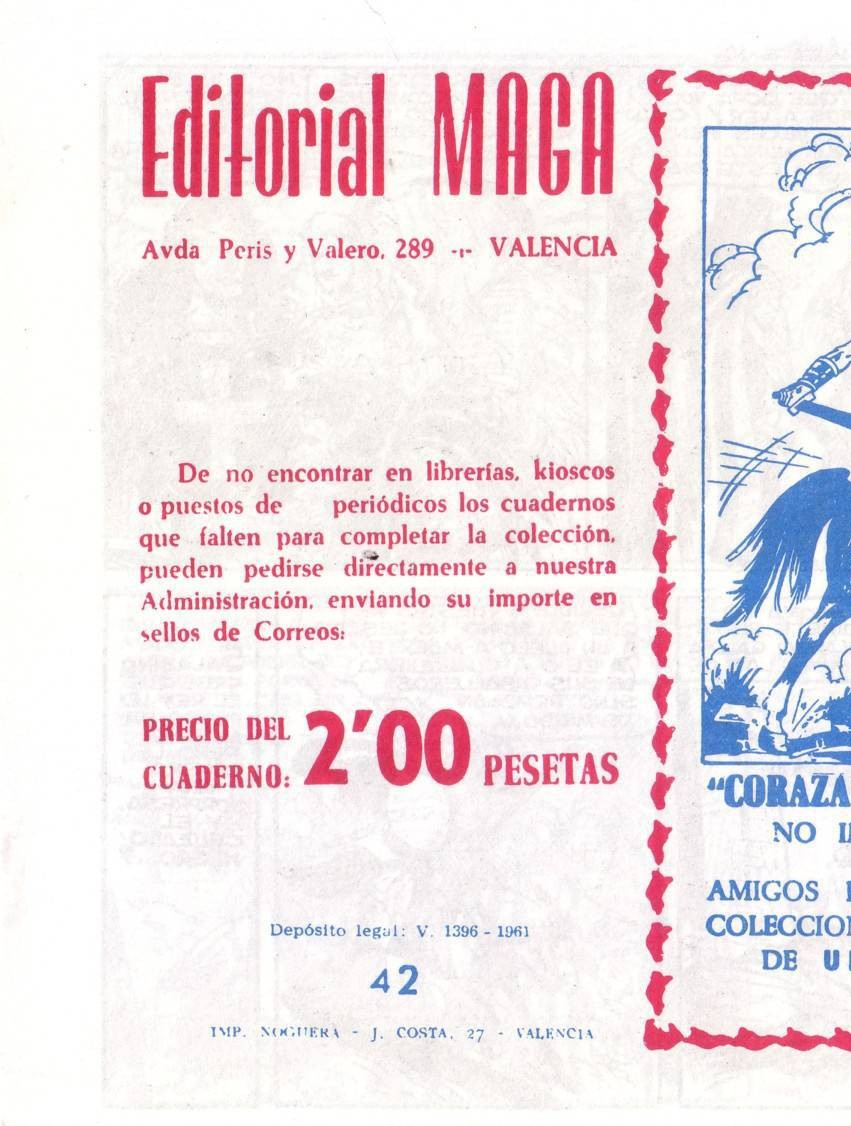 Editorial MAGA
Avda Peris y Valero, 289 -:- VALENCIA
De no encontrar en librerías, kioscos
o puestos de periódicos los cuadernos
que falten para completar la colección,
pueden pedirse directamente a nuestra
Administración, enviando su importe en
sellos de Correos:
PRECIO DEL
CUADERNO: 2'00 PESETAS
Depósito legal: V. 1396 - 1961
42
IMP. NOGUERA - J. COSTA, 27 - VALENCIA
"CORAZA
NO
AMIGOS
COLECCION
DE